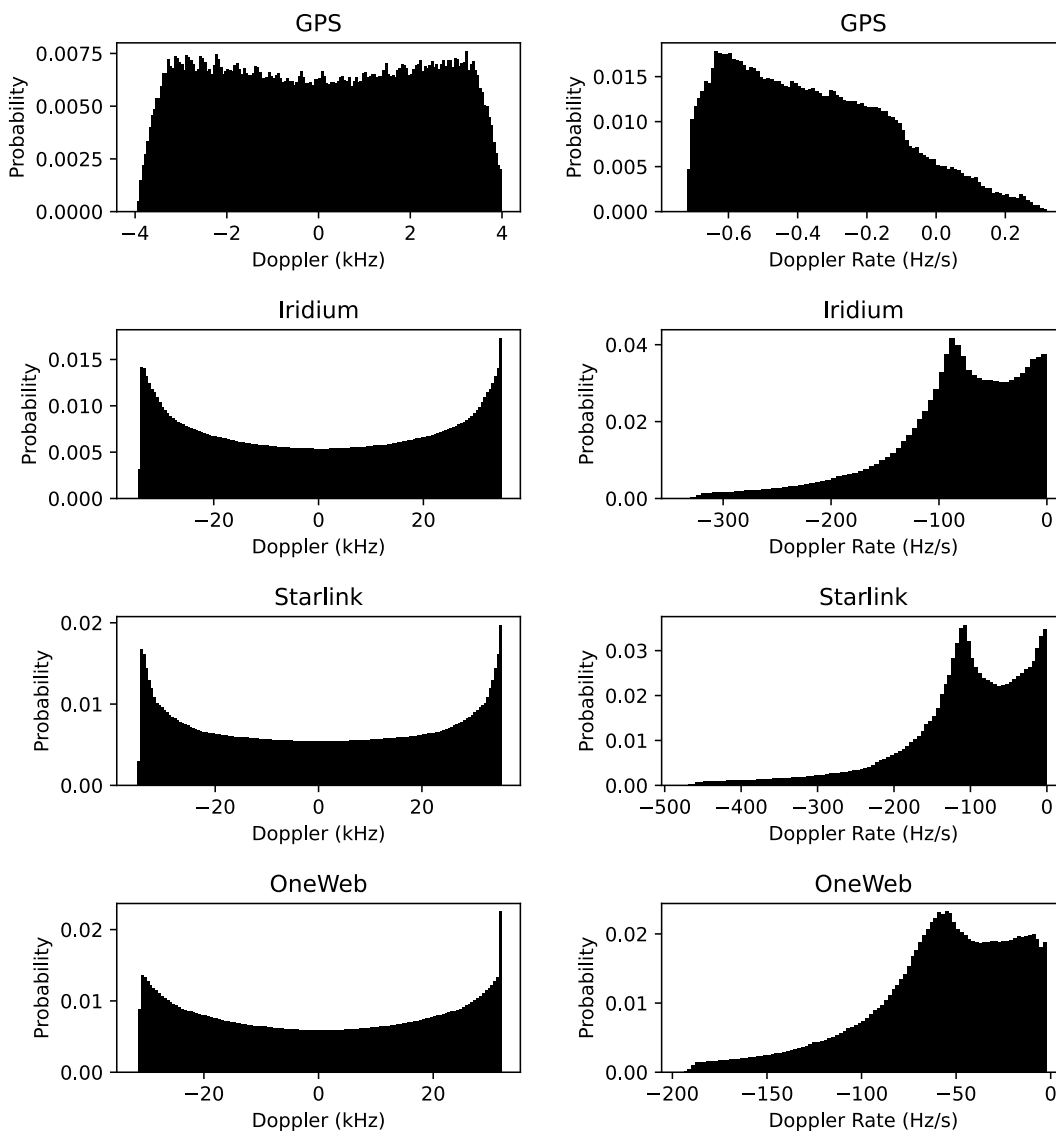 GPS
Probability
0.0075
0.0050
0.0025
0.0000
−4 −2 0 2 4
Doppler (kHz)
GPS
Probability
0.015
0.010
0.005
0.000
−0.6 −0.4 −0.2 0.0 0.2
Doppler Rate (Hz/s)
Iridium
Probability
0.015
0.010
0.005
0.000
−20 0 20
Doppler (kHz)
Iridium
Probability
0.04
0.02
0.00
−300 −200 −100 0
Doppler Rate (Hz/s)
Starlink
Probability
0.02
0.01
0.00
−20 0 20
Doppler (kHz)
Starlink
Probability
0.03
0.02
0.01
0.00
−500 −400 −300 −200 −100 0
Doppler Rate (Hz/s)
OneWeb
Probability
0.02
0.01
0.00
−20 0 20
Doppler (kHz)
OneWeb
Probability
0.02
0.01
0.00
−200 −150 −100 −50 0
Doppler Rate (Hz/s)